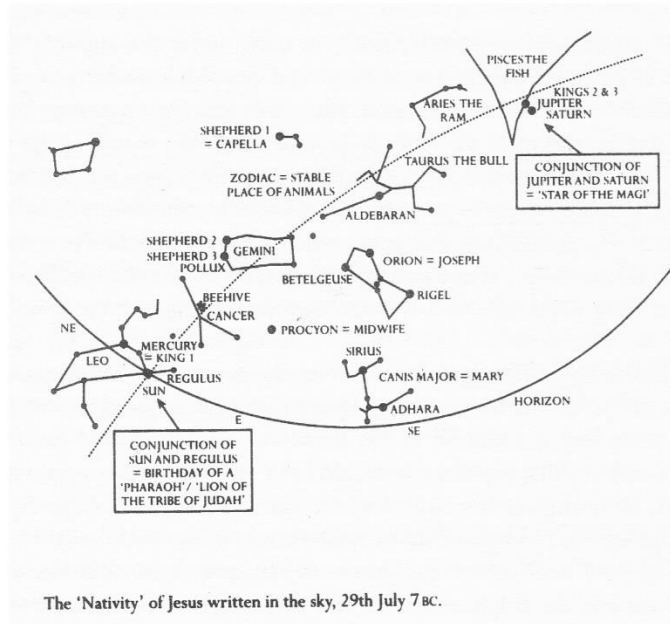 PISCES THE
FISH
KINGS 2 & 3
JUPITER
SATURN
ARIES THE
RAM
SHEPHERD 1
= CAPELLA
TAURUS THE BULL
ZODIAC = STABLE
PLACE OF ANIMALS
CONJUNCTION OF
JUPITER AND SATURN
= 'STAR OF THE MAGI'
ALDEBARAN
SHEPHERD 2
GEMINI
SHEPHERD 3
POLLUX
ORION = JOSEPH
BETELGEUSE
RIGEL
BEEHIVE
CANCER
NE
PROCYON = MIDWIFE
MERCURY
= KING 1
LEO
REGULUS
SUN
SIRIUS
CANIS MAJOR = MARY
ADHARA
HORIZON
E
SE
CONJUNCTION OF
SUN AND REGULUS
= BIRTHDAY OF A
'PHARAOH'/ 'LION OF
THE TRIBE OF JUDAH'
The 'Nativity' of Jesus written in the sky, 29th July 7 BC.